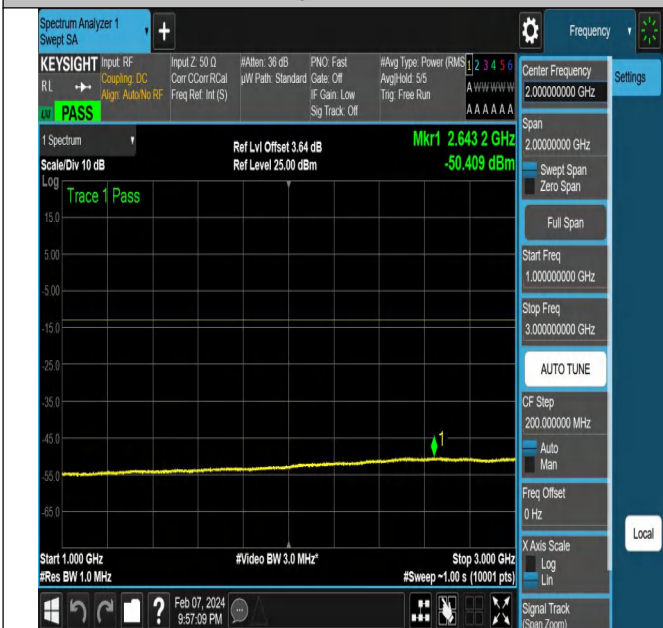 Spectrum Analyzer 1
Swept SA
+
Frequency
KEYSIGHT
RL
LXI
PASS
Input: RF
Coupling: DC
Align: Auto/No RF
Input Z: 50 Ω
Corr CCorr RCal
Freq Ref: Int (S)
#Atten: 36 dB
µW Path: Standard
PNO: Fast
Gate: Off
IF Gain: Low
Sig Track: Off
#Avg Type: Power (RMS
Avg|Hold: 5/5
Trig: Free Run
1 2 3 4 5 6
A W W W W W
A A A A A A
1 Spectrum
Scale/Div 10 dB
Ref Lvl Offset 3.64 dB
Ref Level 25.00 dBm
Mkr1 2.643 2 GHz
-50.409 dBm
Log
Trace 1 Pass
15.0
5.00
-5.00
-15.0
-25.0
-35.0
-45.0
-55.0
-65.0
1
Start 1.000 GHz
#Res BW 1.0 MHz
#Video BW 3.0 MHz*
Stop 3.000 GHz
#Sweep ~1.00 s (10001 pts)
Center Frequency
2.000000000 GHz
Settings
Span
2.00000000 GHz
Swept Span
Zero Span
Full Span
Start Freq
1.000000000 GHz
Stop Freq
3.000000000 GHz
AUTO TUNE
CF Step
200.000000 MHz
Auto
Man
Freq Offset
0 Hz
X Axis Scale
Log
Lin
Local
Signal Track
(Span Zoom)
?
Feb 07, 2024
9:57:09 PM